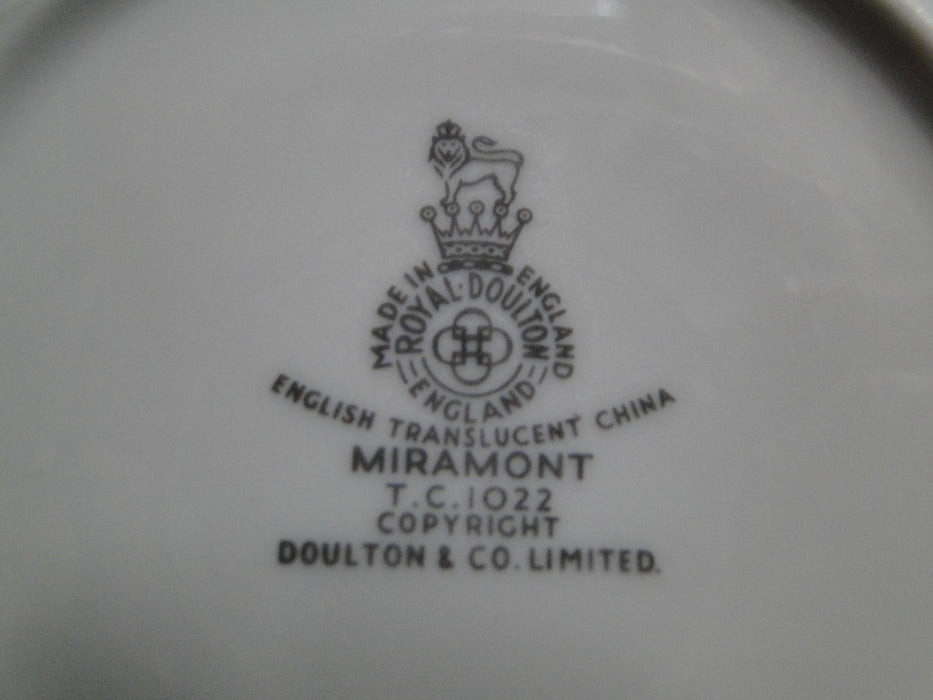 MADE IN ENGLAND
ROYAL·DOULTON
ENGLAND
ENGLISH TRANSLUCENT CHINA
MIRAMONT
T.C.1022
COPYRIGHT
DOULTON & CO. LIMITED.